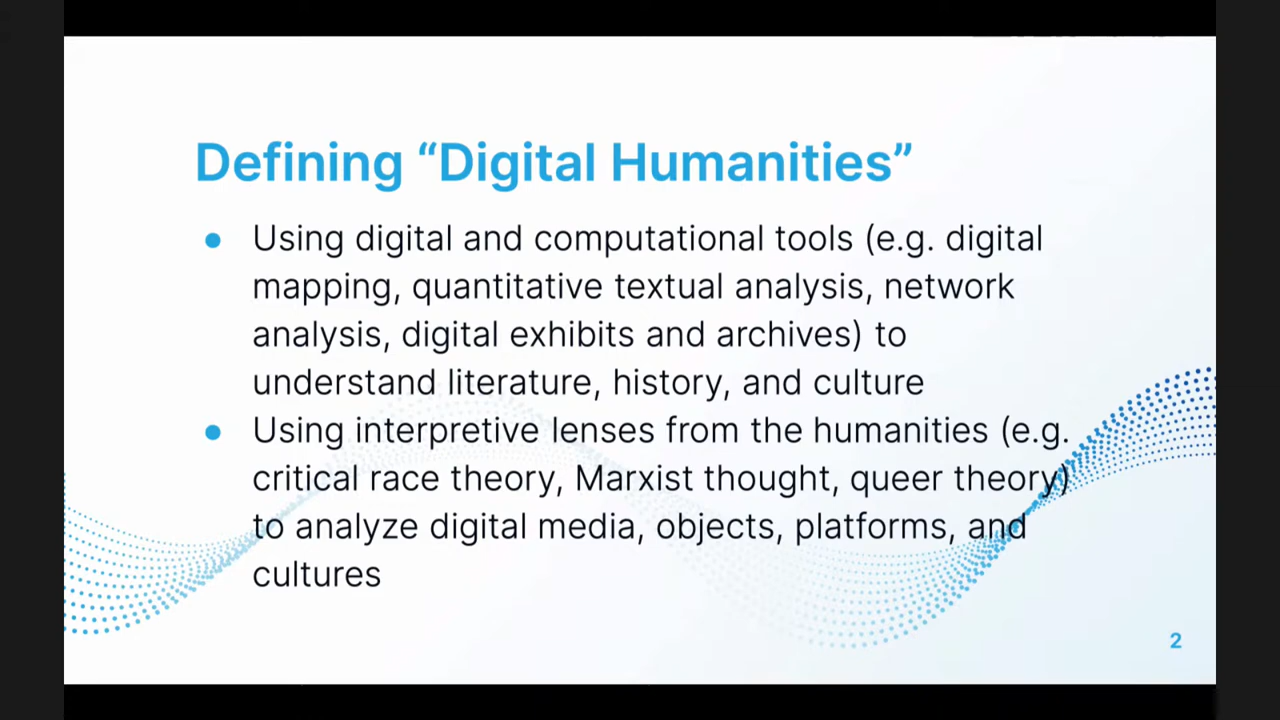 Defining “Digital Humanities”
● Using digital and computational tools (e.g. digital
mapping, quantitative textual analysis, network
analysis, digital exhibits and archives) to
understand literature, history, and culture
● Using interpretive lenses from the humanities (e.g.
critical race theory, Marxist thought, queer theory)
to analyze digital media, objects, platforms, and
cultures
2